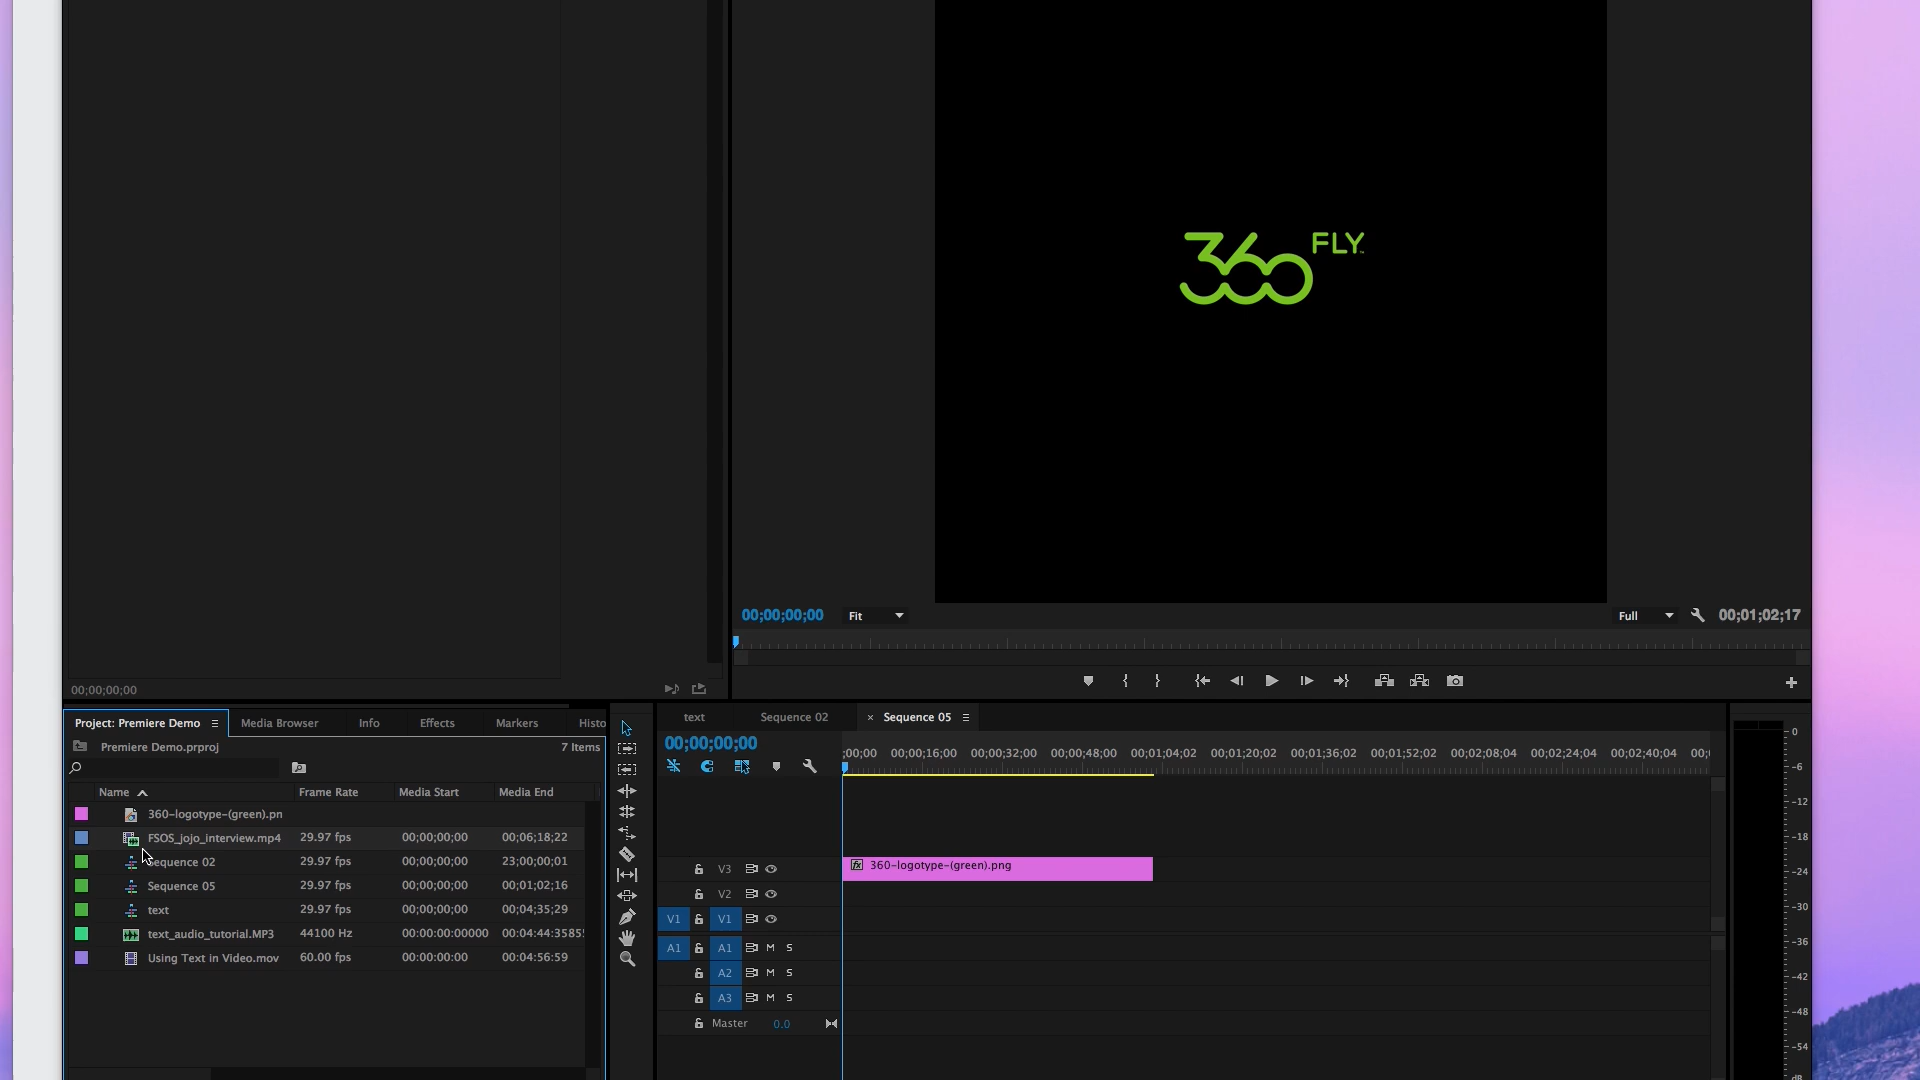 360 FLY
00;00;00;00 Fit Full 00;01;02;17
00;00;00;00
Project: Premiere Demo Media Browser Info Effects Markers Histo
Premiere Demo.prproj 7 Items
Name Frame Rate Media Start Media End
360-logotype-(green).pn
FSOS_jojo_interview.mp4 29.97 fps 00;00;00;00 00;06;18;22
Sequence 02 29.97 fps 00;00;00;00 23;00;00;01
Sequence 05 29.97 fps 00;00;00;00 00;01;02;16
text 29.97 fps 00;00;00;00 00;04;35;29
text_audio_tutorial.MP3 44100 Hz 00:00:00:00000 00:04:44:3585
Using Text in Video.mov 60.00 fps 00:00:00:00 00:04:56:59
text Sequence 02 × Sequence 05
00;00;00;00
;00;00 00;00;16;00 00;00;32;00 00;00;48;00 00;01;04;02 00;01;20;02 00;01;36;02 00;01;52;02 00;02;08;04 00;02;24;04 00;02;40;04 00;
V3 fx 360-logotype-(green).png
V2
V1 V1
A1 A1 M S
A2 M S
A3 M S
Master 0.0
0
-6
-12
-18
-24
-30
-36
-42
-48
-54
dB